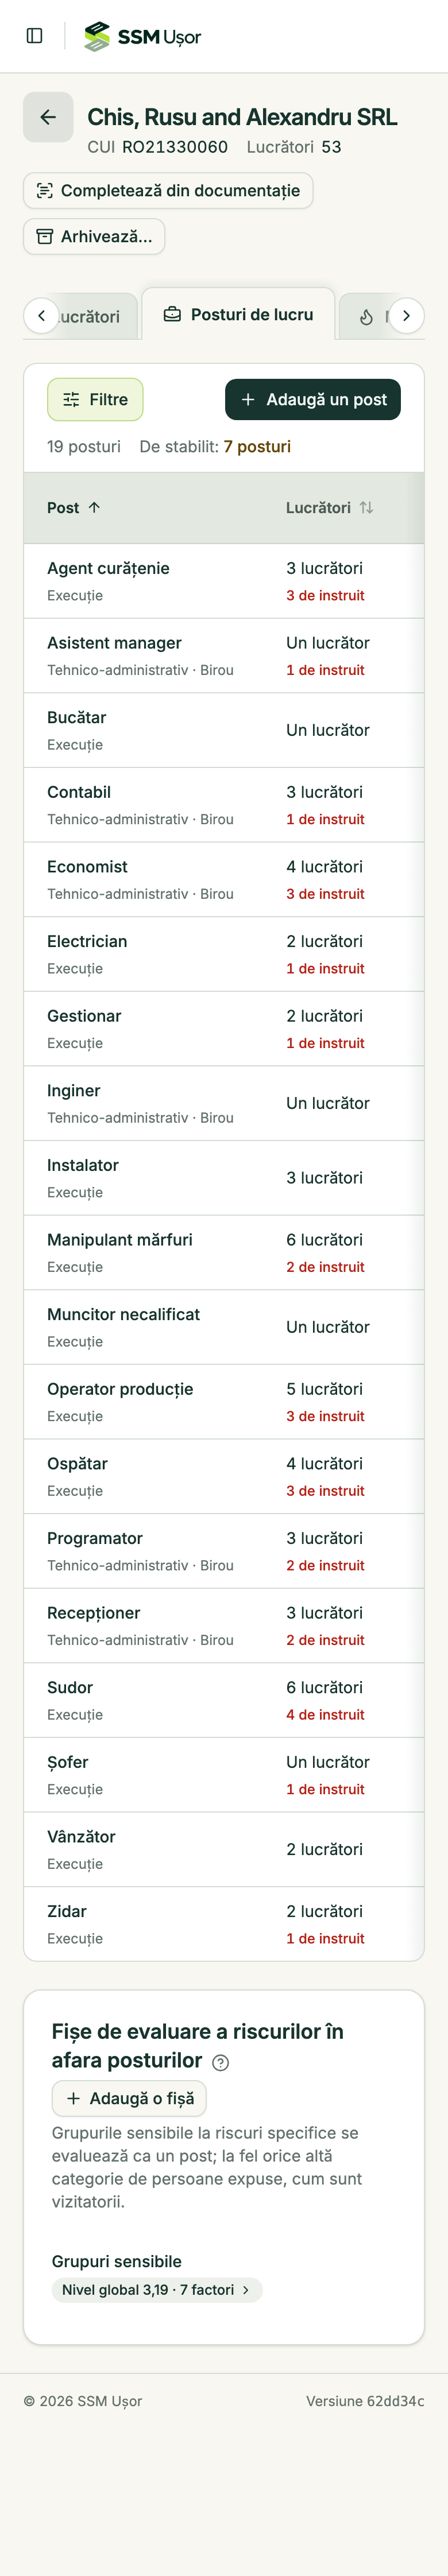 SSM Ușor
Chis, Rusu and Alexandru SRL
CUI RO21330060 Lucrători 53
Completează din documentație
Arhivează...
ucrători
Posturi de lucru
Filtre
Adaugă un post
19 posturi De stabilit: 7 posturi
Post Lucrători
Agent curățenie 3 lucrători
Execuție 3 de instruit
Asistent manager Un lucrător
Tehnico-administrativ · Birou 1 de instruit
Bucătar
Un lucrător
Execuție
Contabil 3 lucrători
Tehnico-administrativ · Birou 1 de instruit
Economist 4 lucrători
Tehnico-administrativ · Birou 3 de instruit
Electrician 2 lucrători
Execuție 1 de instruit
Gestionar 2 lucrători
Execuție 1 de instruit
Inginer
Un lucrător
Tehnico-administrativ · Birou
Instalator
3 lucrători
Execuție
Manipulant mărfuri 6 lucrători
Execuție 2 de instruit
Muncitor necalificat
Un lucrător
Execuție
Operator producție 5 lucrători
Execuție 3 de instruit
Ospătar 4 lucrători
Execuție 3 de instruit
Programator 3 lucrători
Tehnico-administrativ · Birou 2 de instruit
Recepționer 3 lucrători
Tehnico-administrativ · Birou 2 de instruit
Sudor 6 lucrători
Execuție 4 de instruit
Șofer Un lucrător
Execuție 1 de instruit
Vânzător
2 lucrători
Execuție
Zidar 2 lucrători
Execuție 1 de instruit
Fișe de evaluare a riscurilor în
afara posturilor
Adaugă o fișă
Grupurile sensibile la riscuri specifice se
evaluează ca un post; la fel orice altă
categorie de persoane expuse, cum sunt
vizitatorii.
Grupuri sensibile
Nivel global 3,19 · 7 factori
© 2026 SSM Ușor Versiune 62dd34c